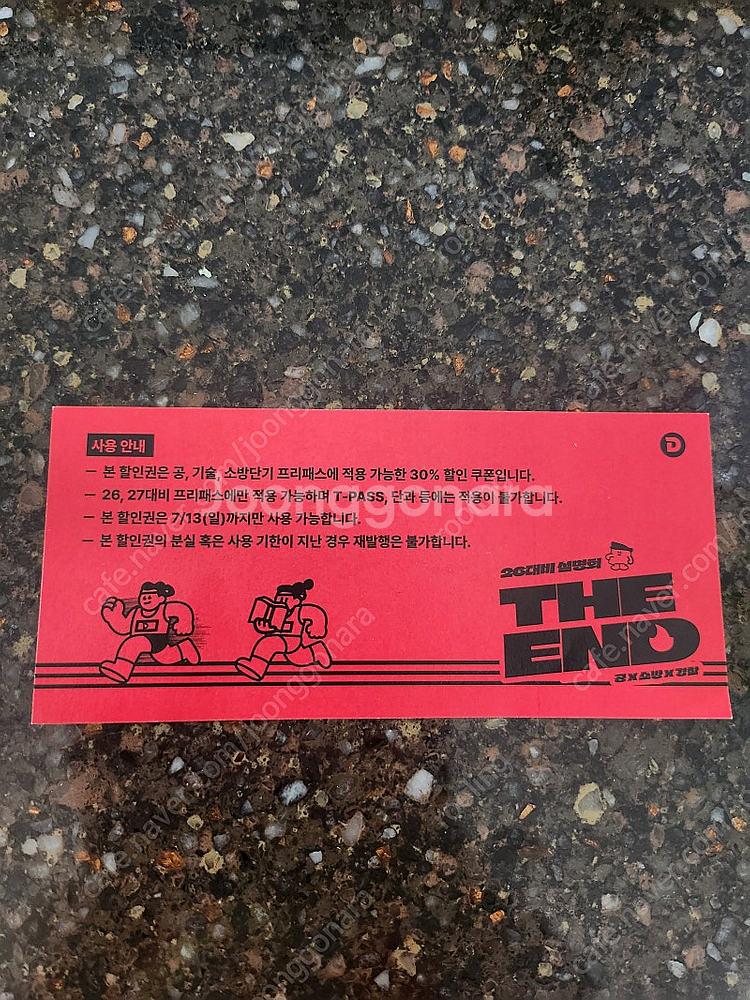 사용 안내
D
– 본 할인권은 공, 기술, 소방단기 프리패스에 적용 가능한 30% 할인 쿠폰입니다.
– 26, 27대비 프리패스에만 적용 가능하며 T-PASS, 단과 등에는 적용이 불가합니다.
– 본 할인권은 7/13(일)까지만 사용 가능합니다.
– 본 할인권의 분실 혹은 사용 기한이 지난 경우 재발행은 불가합니다.
Joonggonara
26대비 설명회
THE
END
공 X 소방 X 경찰
cafe.naver.com/joonggonara